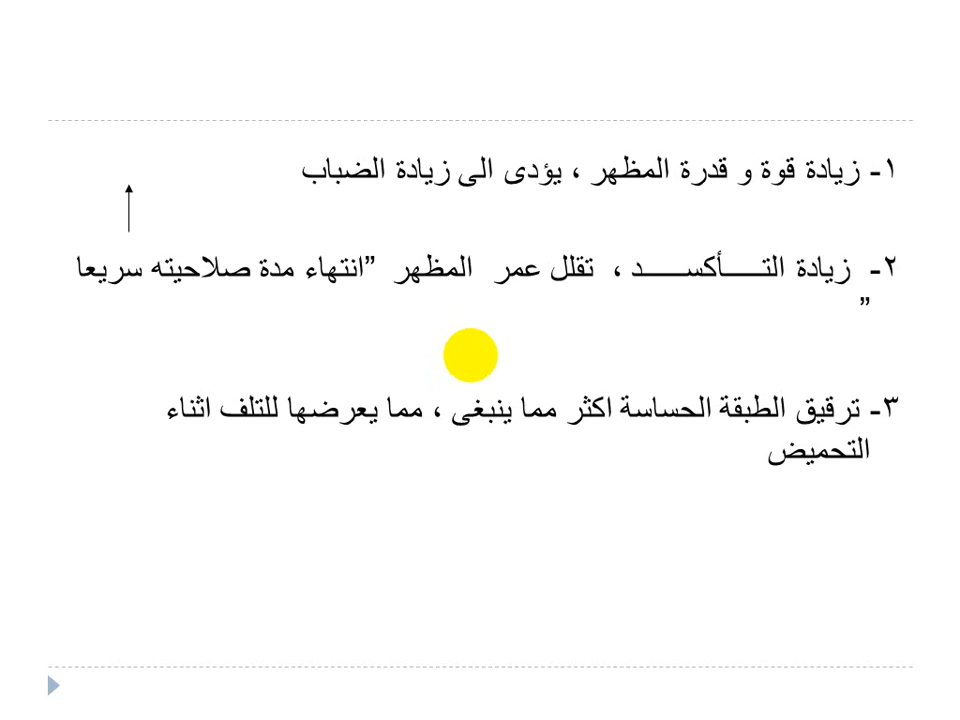 ١- زيادة قوة و قدرة المظهر ، يؤدى الى زيادة الضباب
٢- زيادة التـــــأكســـــــد ، تقلل عمر المظهر ”انتهاء مدة صلاحيته سريعا
”
٣- ترقيق الطبقة الحساسة اكثر مما ينبغى ، مما يعرضها للتلف اثناء
التحميض